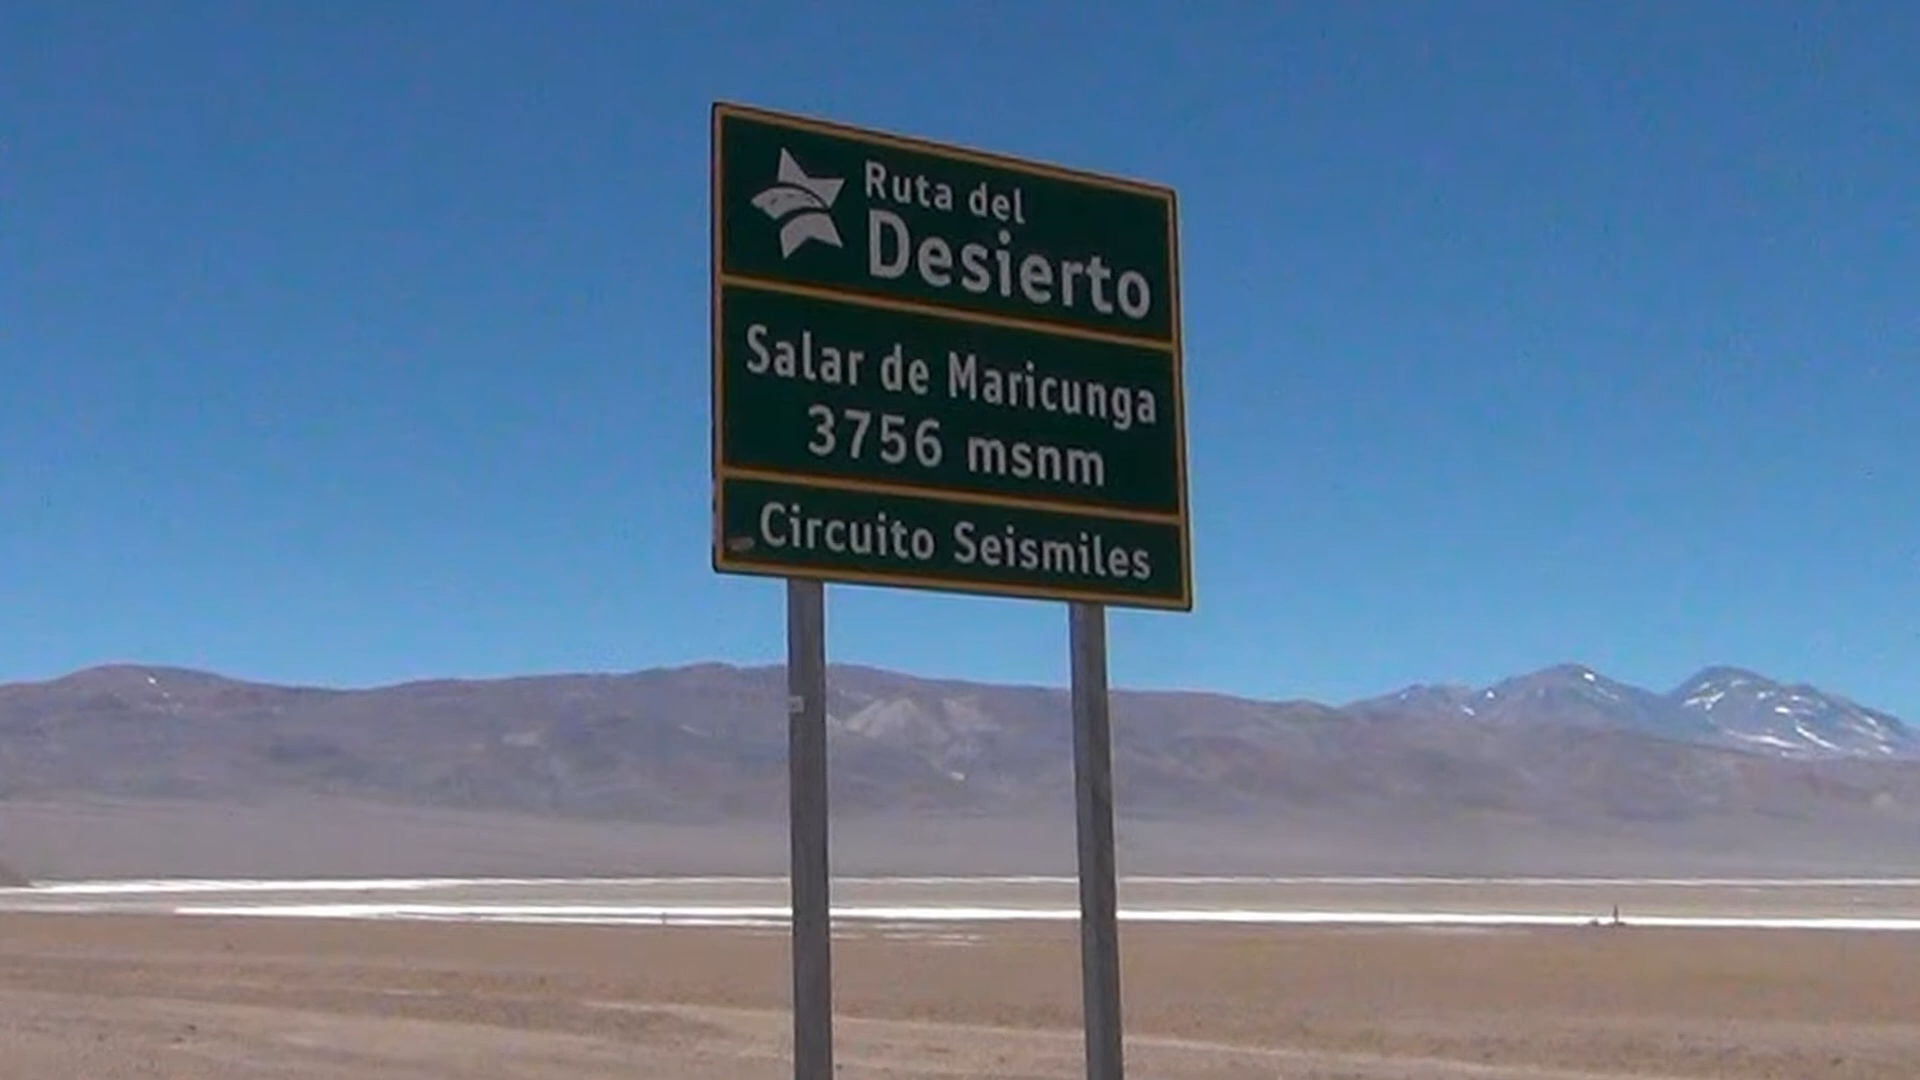 Ruta del
Desierto
Salar de Maricunga
3756 msnm
Circuito Seismiles